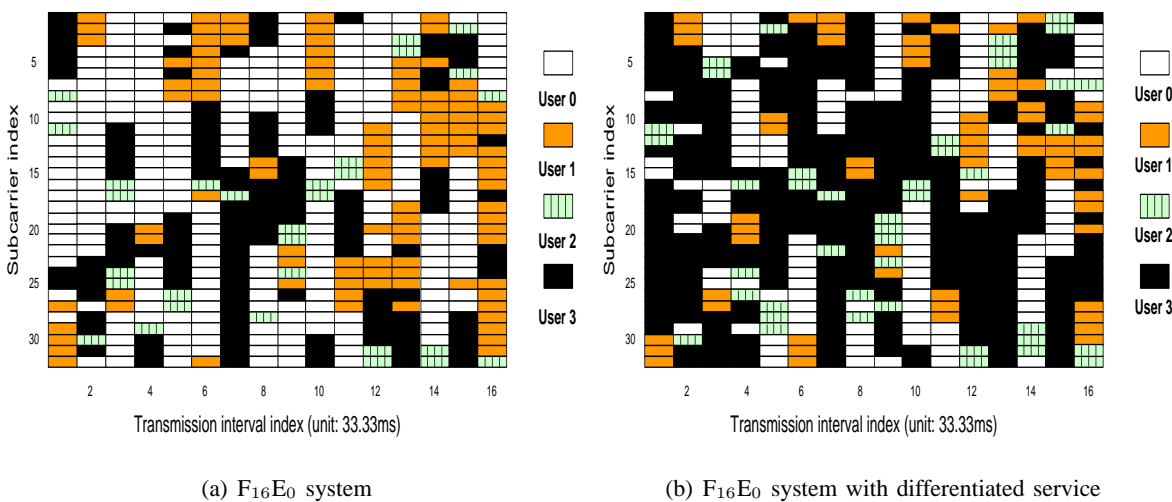 5
10
15
20
25
30
Subcarrier index
2 4 6 8 10 12 14 16
Transmission interval index (unit: 33.33ms)
User 0
User 1
User 2
User 3
(a) F₁₆E₀ system
5
10
15
20
25
30
Subcarrier index
2 4 6 8 10 12 14 16
Transmission interval index (unit: 33.33ms)
User 0
User 1
User 2
User 3
(b) F₁₆E₀ system with differentiated service